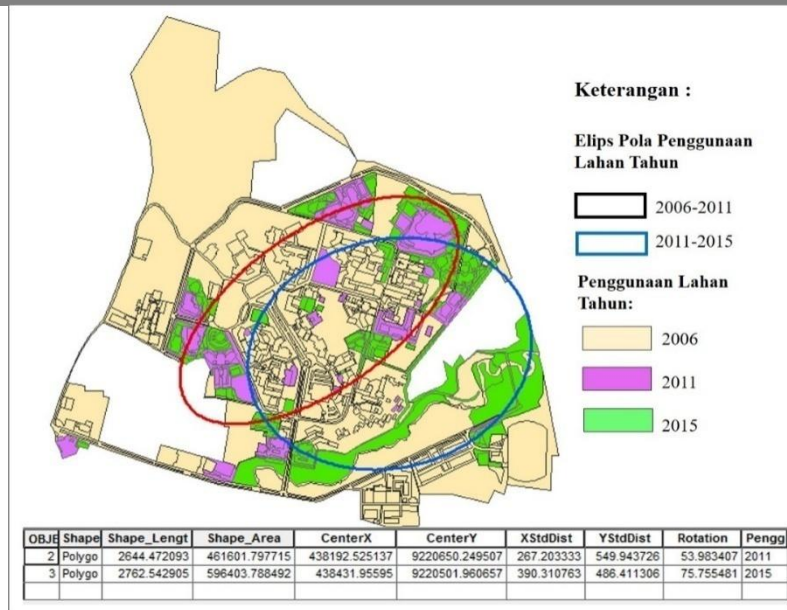 Keterangan :
Elips Pola Penggunaan
Lahan Tahun
2006-2011
2011-2015
Penggunaan Lahan
Tahun:
2006
2011
2015
OBJE Shape Shape_Lengt Shape_Area CenterX CenterY XStdDist YStdDist Rotation Pengg
2 Polygo 2644.472093 461601.797715 438192.525137 9220650.249507 267.203333 549.943726 53.983407 2011
3 Polygo 2762.542905 596403.788492 438431.95595 9220501.960657 390.310763 486.411306 75.755481 2015